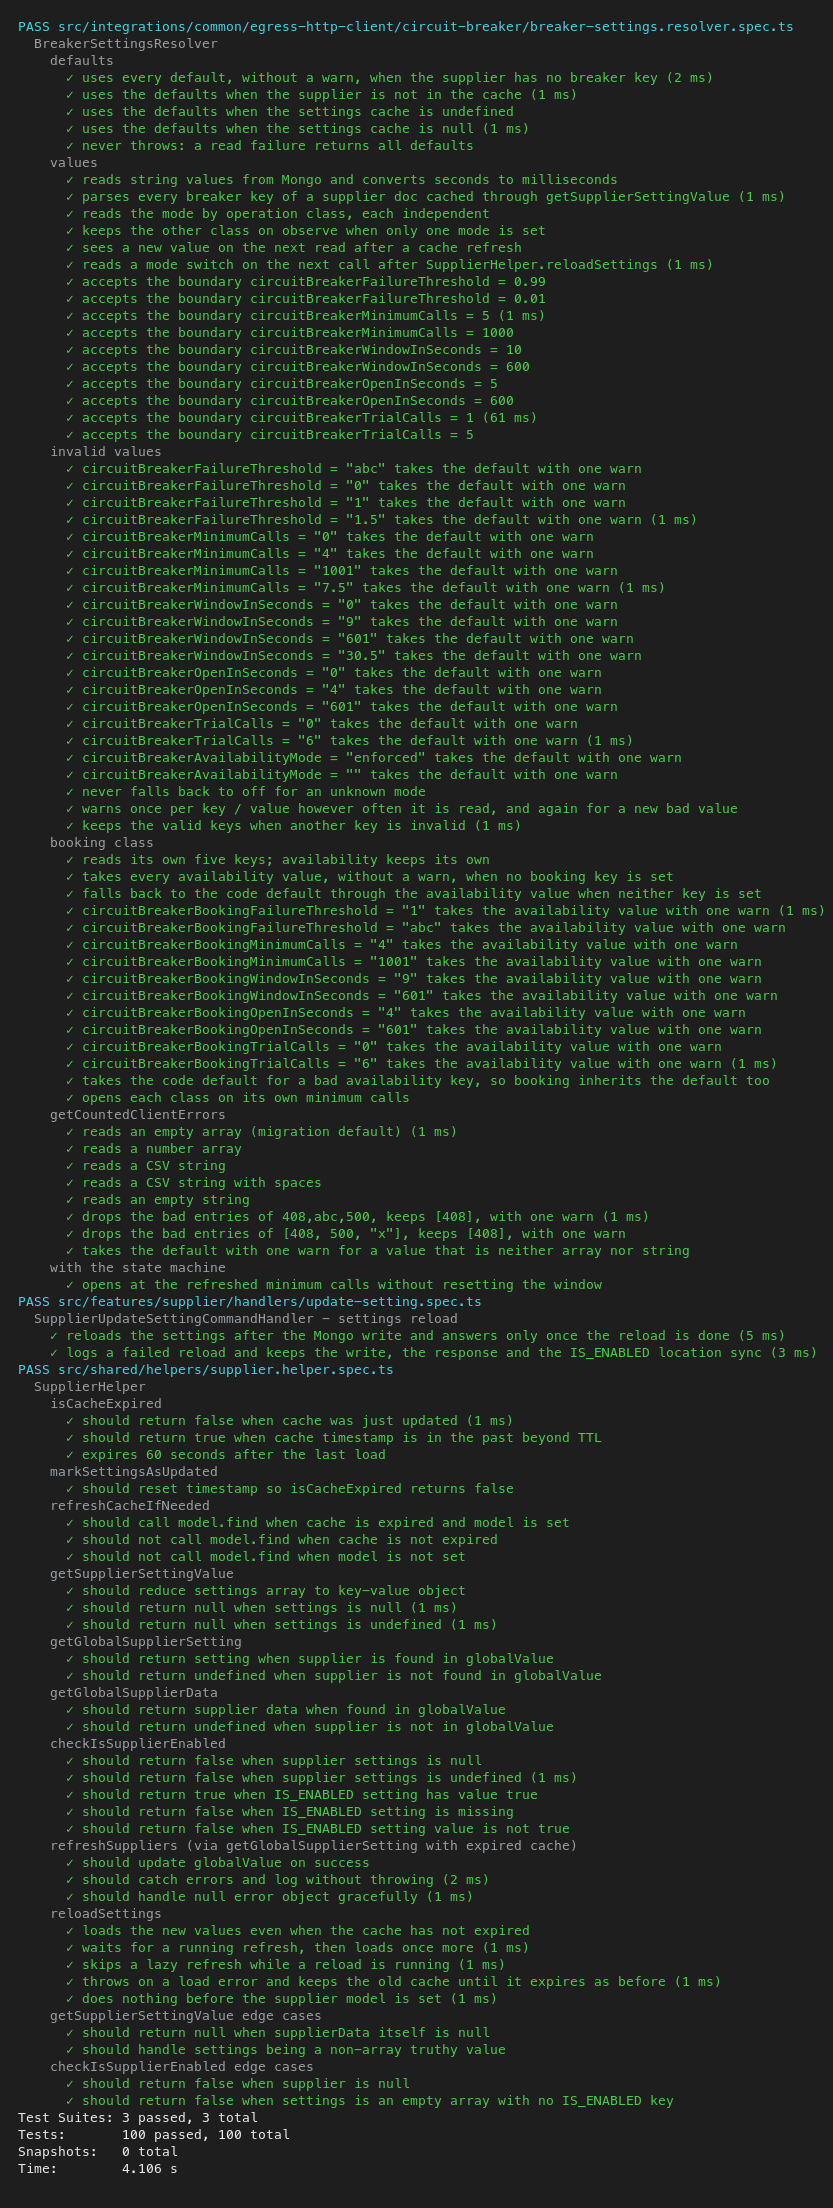 PASS src/integrations/common/egress-http-client/circuit-breaker/breaker-settings.resolver.spec.ts
BreakerSettingsResolver
defaults
✓ uses every default, without a warn, when the supplier has no breaker key (2 ms)
✓ uses the defaults when the supplier is not in the cache (1 ms)
✓ uses the defaults when the settings cache is undefined
✓ uses the defaults when the settings cache is null (1 ms)
✓ never throws: a read failure returns all defaults
values
✓ reads string values from Mongo and converts seconds to milliseconds
✓ parses every breaker key of a supplier doc cached through getSupplierSettingValue (1 ms)
✓ reads the mode by operation class, each independent
✓ keeps the other class on observe when only one mode is set
✓ sees a new value on the next read after a cache refresh
✓ reads a mode switch on the next call after SupplierHelper.reloadSettings (1 ms)
✓ accepts the boundary circuitBreakerFailureThreshold = 0.99
✓ accepts the boundary circuitBreakerFailureThreshold = 0.01
✓ accepts the boundary circuitBreakerMinimumCalls = 5 (1 ms)
✓ accepts the boundary circuitBreakerMinimumCalls = 1000
✓ accepts the boundary circuitBreakerWindowInSeconds = 10
✓ accepts the boundary circuitBreakerWindowInSeconds = 600
✓ accepts the boundary circuitBreakerOpenInSeconds = 5
✓ accepts the boundary circuitBreakerOpenInSeconds = 600
✓ accepts the boundary circuitBreakerTrialCalls = 1 (61 ms)
✓ accepts the boundary circuitBreakerTrialCalls = 5
invalid values
✓ circuitBreakerFailureThreshold = "abc" takes the default with one warn
✓ circuitBreakerFailureThreshold = "0" takes the default with one warn
✓ circuitBreakerFailureThreshold = "1" takes the default with one warn
✓ circuitBreakerFailureThreshold = "1.5" takes the default with one warn (1 ms)
✓ circuitBreakerMinimumCalls = "0" takes the default with one warn
✓ circuitBreakerMinimumCalls = "4" takes the default with one warn
✓ circuitBreakerMinimumCalls = "1001" takes the default with one warn
✓ circuitBreakerMinimumCalls = "7.5" takes the default with one warn (1 ms)
✓ circuitBreakerWindowInSeconds = "0" takes the default with one warn
✓ circuitBreakerWindowInSeconds = "9" takes the default with one warn
✓ circuitBreakerWindowInSeconds = "601" takes the default with one warn
✓ circuitBreakerWindowInSeconds = "30.5" takes the default with one warn
✓ circuitBreakerOpenInSeconds = "0" takes the default with one warn
✓ circuitBreakerOpenInSeconds = "4" takes the default with one warn
✓ circuitBreakerOpenInSeconds = "601" takes the default with one warn
✓ circuitBreakerTrialCalls = "0" takes the default with one warn
✓ circuitBreakerTrialCalls = "6" takes the default with one warn (1 ms)
✓ circuitBreakerAvailabilityMode = "enforced" takes the default with one warn
✓ circuitBreakerAvailabilityMode = "" takes the default with one warn
✓ never falls back to off for an unknown mode
✓ warns once per key / value however often it is read, and again for a new bad value
✓ keeps the valid keys when another key is invalid (1 ms)
booking class
✓ reads its own five keys; availability keeps its own
✓ takes every availability value, without a warn, when no booking key is set
✓ falls back to the code default through the availability value when neither key is set
✓ circuitBreakerBookingFailureThreshold = "1" takes the availability value with one warn (1 ms)
✓ circuitBreakerBookingFailureThreshold = "abc" takes the availability value with one warn
✓ circuitBreakerBookingMinimumCalls = "4" takes the availability value with one warn
✓ circuitBreakerBookingMinimumCalls = "1001" takes the availability value with one warn
✓ circuitBreakerBookingWindowInSeconds = "9" takes the availability value with one warn
✓ circuitBreakerBookingWindowInSeconds = "601" takes the availability value with one warn
✓ circuitBreakerBookingOpenInSeconds = "4" takes the availability value with one warn
✓ circuitBreakerBookingOpenInSeconds = "601" takes the availability value with one warn
✓ circuitBreakerBookingTrialCalls = "0" takes the availability value with one warn
✓ circuitBreakerBookingTrialCalls = "6" takes the availability value with one warn (1 ms)
✓ takes the code default for a bad availability key, so booking inherits the default too
✓ opens each class on its own minimum calls
getCountedClientErrors
✓ reads an empty array (migration default) (1 ms)
✓ reads a number array
✓ reads a CSV string
✓ reads a CSV string with spaces
✓ reads an empty string
✓ drops the bad entries of 408,abc,500, keeps [408], with one warn (1 ms)
✓ drops the bad entries of [408, 500, "x"], keeps [408], with one warn
✓ takes the default with one warn for a value that is neither array nor string
with the state machine
✓ opens at the refreshed minimum calls without resetting the window
PASS src/features/supplier/handlers/update-setting.spec.ts
SupplierUpdateSettingCommandHandler – settings reload
✓ reloads the settings after the Mongo write and answers only once the reload is done (5 ms)
✓ logs a failed reload and keeps the write, the response and the IS_ENABLED location sync (3 ms)
PASS src/shared/helpers/supplier.helper.spec.ts
SupplierHelper
isCacheExpired
✓ should return false when cache was just updated (1 ms)
✓ should return true when cache timestamp is in the past beyond TTL
✓ expires 60 seconds after the last load
markSettingsAsUpdated
✓ should reset timestamp so isCacheExpired returns false
refreshCacheIfNeeded
✓ should call model.find when cache is expired and model is set
✓ should not call model.find when cache is not expired
✓ should not call model.find when model is not set
getSupplierSettingValue
✓ should reduce settings array to key-value object
✓ should return null when settings is null (1 ms)
✓ should return null when settings is undefined (1 ms)
getGlobalSupplierSetting
✓ should return setting when supplier is found in globalValue
✓ should return undefined when supplier is not found in globalValue
getGlobalSupplierData
✓ should return supplier data when found in globalValue
✓ should return undefined when supplier is not in globalValue
checkIsSupplierEnabled
✓ should return false when supplier settings is null
✓ should return false when supplier settings is undefined (1 ms)
✓ should return true when IS_ENABLED setting has value true
✓ should return false when IS_ENABLED setting is missing
✓ should return false when IS_ENABLED setting value is not true
refreshSuppliers (via getGlobalSupplierSetting with expired cache)
✓ should update globalValue on success
✓ should catch errors and log without throwing (2 ms)
✓ should handle null error object gracefully (1 ms)
reloadSettings
✓ loads the new values even when the cache has not expired
✓ waits for a running refresh, then loads once more (1 ms)
✓ skips a lazy refresh while a reload is running (1 ms)
✓ throws on a load error and keeps the old cache until it expires as before (1 ms)
✓ does nothing before the supplier model is set (1 ms)
getSupplierSettingValue edge cases
✓ should return null when supplierData itself is null
✓ should handle settings being a non-array truthy value
checkIsSupplierEnabled edge cases
✓ should return false when supplier is null
✓ should return false when settings is an empty array with no IS_ENABLED key
Test Suites: 3 passed, 3 total
Tests:       100 passed, 100 total
Snapshots:   0 total
Time:        4.106 s